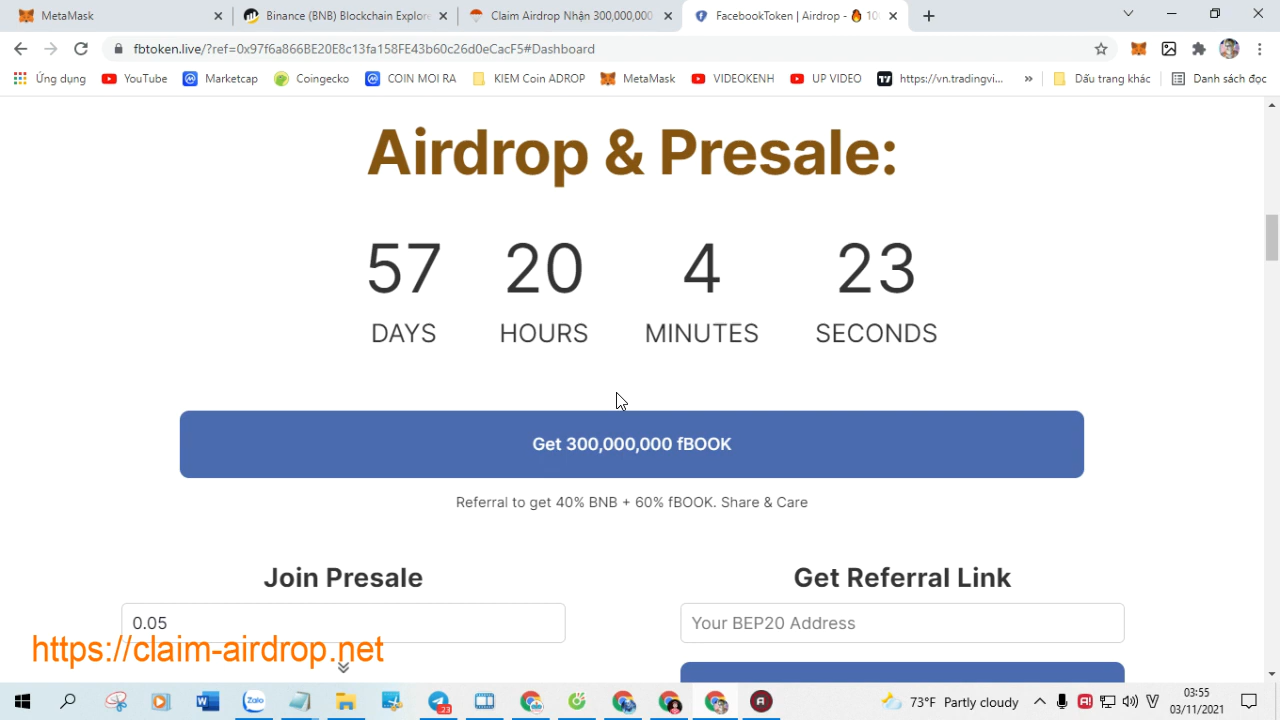 MetaMask
Binance (BNB) Blockchain Explore
Claim Airdrop Nhận 300,000,000
FacebookToken | Airdrop - 🔥 10
fbtoken.live/?ref=0x97f6a866BE20E8c13fa158FE43b60c26d0eCacF5#Dashboard
Ứng dụng
YouTube
Marketcap
Coingecko
COIN MOI RA
KIEM Coin ADROP
MetaMask
VIDEOKENH
UP VIDEO
https://vn.tradingvi...
»
Dấu trang khác
Danh sách đọc
Airdrop & Presale:
57 20 4 23
DAYS HOURS MINUTES SECONDS
Get 300,000,000 fBOOK
Referral to get 40% BNB + 60% fBOOK. Share & Care
Join Presale
Get Referral Link
0.05
Your BEP20 Address
https://claim-airdrop.net
Zalo
23
73°F Partly cloudy
03:55
03/11/2021